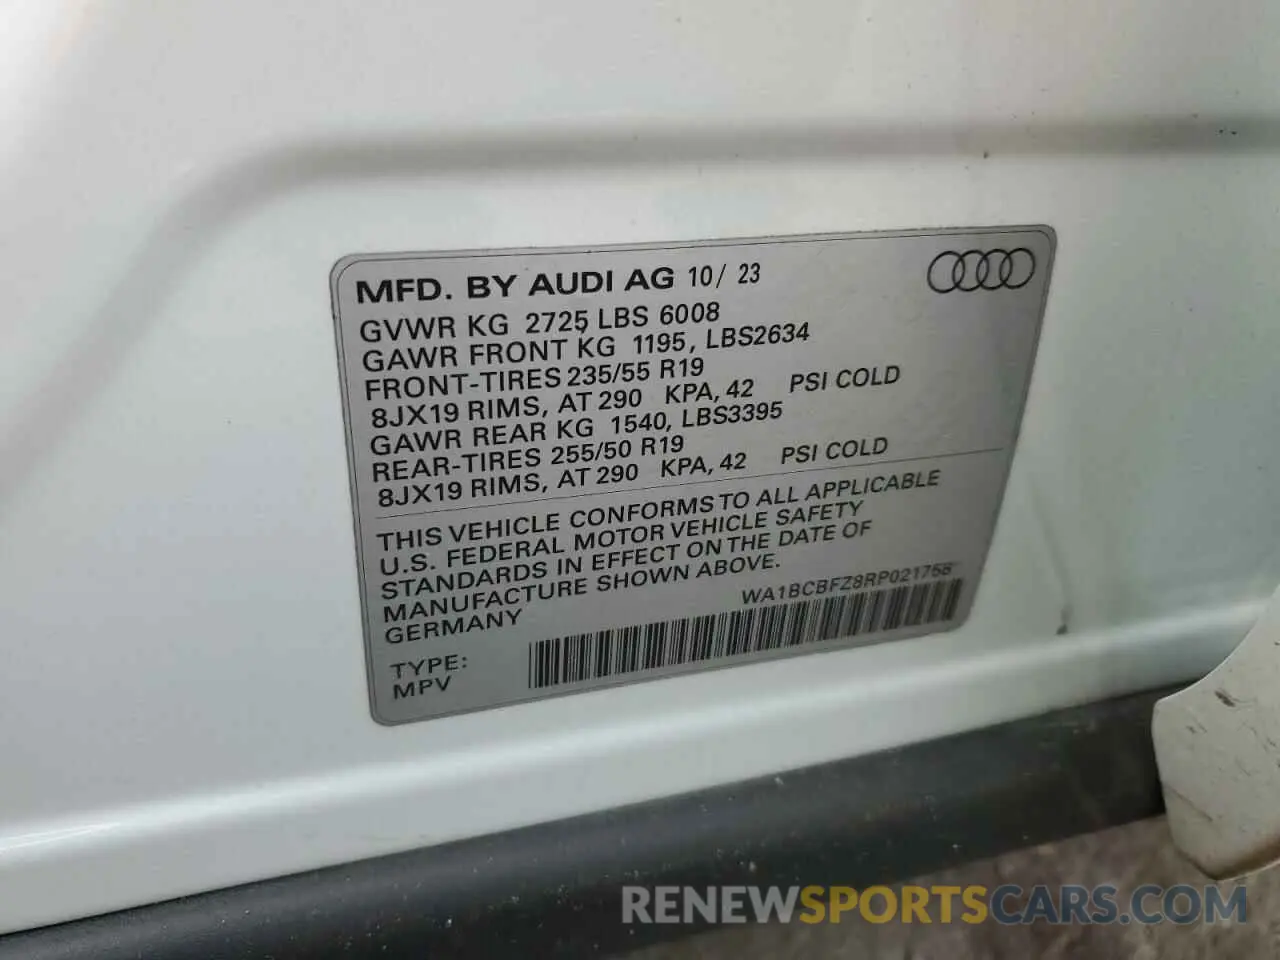 MFD. BY AUDI AG 10/ 23
GVWR KG 2725 LBS 6008
GAWR FRONT KG 1195, LBS2634
FRONT-TIRES 235/55 R19
8JX19 RIMS, AT 290 KPA, 42 PSI COLD
GAWR REAR KG 1540, LBS3395
REAR-TIRES 255/50 R19
8JX19 RIMS, AT 290 KPA, 42 PSI COLD
THIS VEHICLE CONFORMS TO ALL APPLICABLE
U.S. FEDERAL MOTOR VEHICLE SAFETY
STANDARDS IN EFFECT ON THE DATE OF
MANUFACTURE SHOWN ABOVE.
GERMANY
WA1BCBFZ8RP021766
TYPE:
MPV
RENEWSPORTSCARS.COM